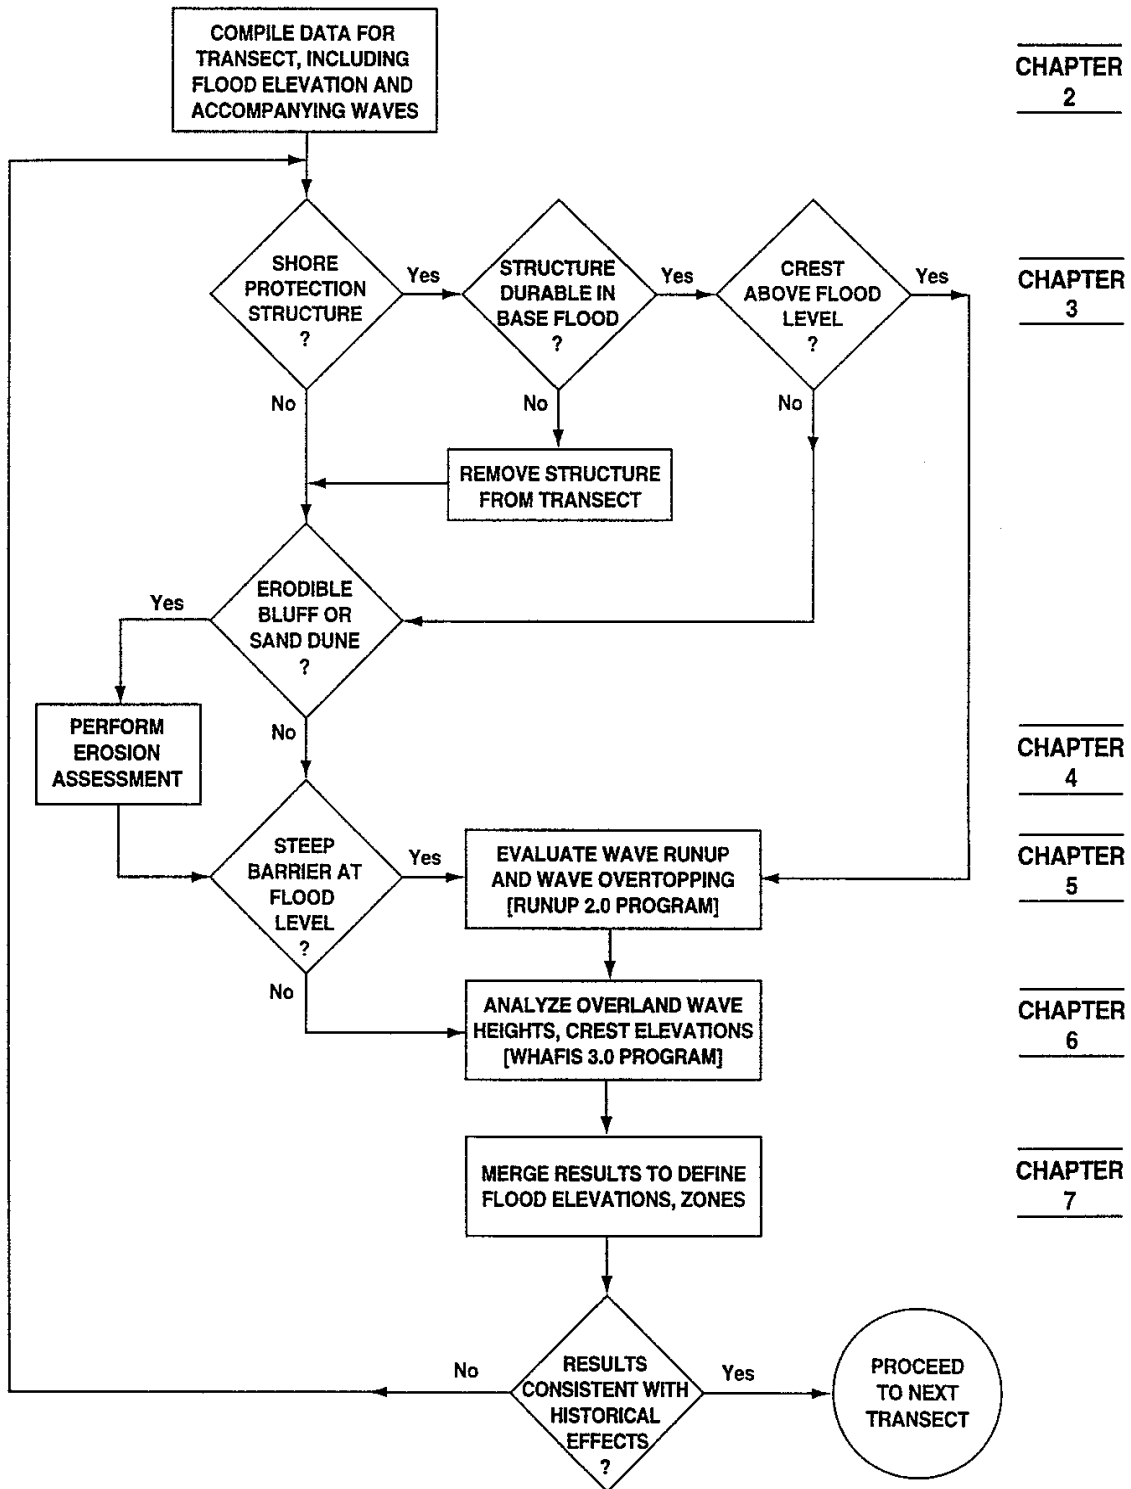 COMPILE DATA FOR
TRANSECT, INCLUDING
FLOOD ELEVATION AND
ACCOMPANYING WAVES
CHAPTER
2
SHORE
PROTECTION
STRUCTURE
?
Yes
STRUCTURE
DURABLE IN
BASE FLOOD
?
Yes
CREST
ABOVE FLOOD
LEVEL
?
Yes
CHAPTER
3
No
No
No
REMOVE STRUCTURE
FROM TRANSECT
ERODIBLE
BLUFF OR
SAND DUNE
?
Yes
No
PERFORM
EROSION
ASSESSMENT
CHAPTER
4
STEEP
BARRIER AT
FLOOD
LEVEL
?
Yes
EVALUATE WAVE RUNUP
AND WAVE OVERTOPPING
[RUNUP 2.0 PROGRAM]
CHAPTER
5
No
ANALYZE OVERLAND WAVE
HEIGHTS, CREST ELEVATIONS
[WHAFIS 3.0 PROGRAM]
CHAPTER
6
MERGE RESULTS TO DEFINE
FLOOD ELEVATIONS, ZONES
CHAPTER
7
No
RESULTS
CONSISTENT WITH
HISTORICAL
EFFECTS
?
Yes
PROCEED
TO NEXT
TRANSECT